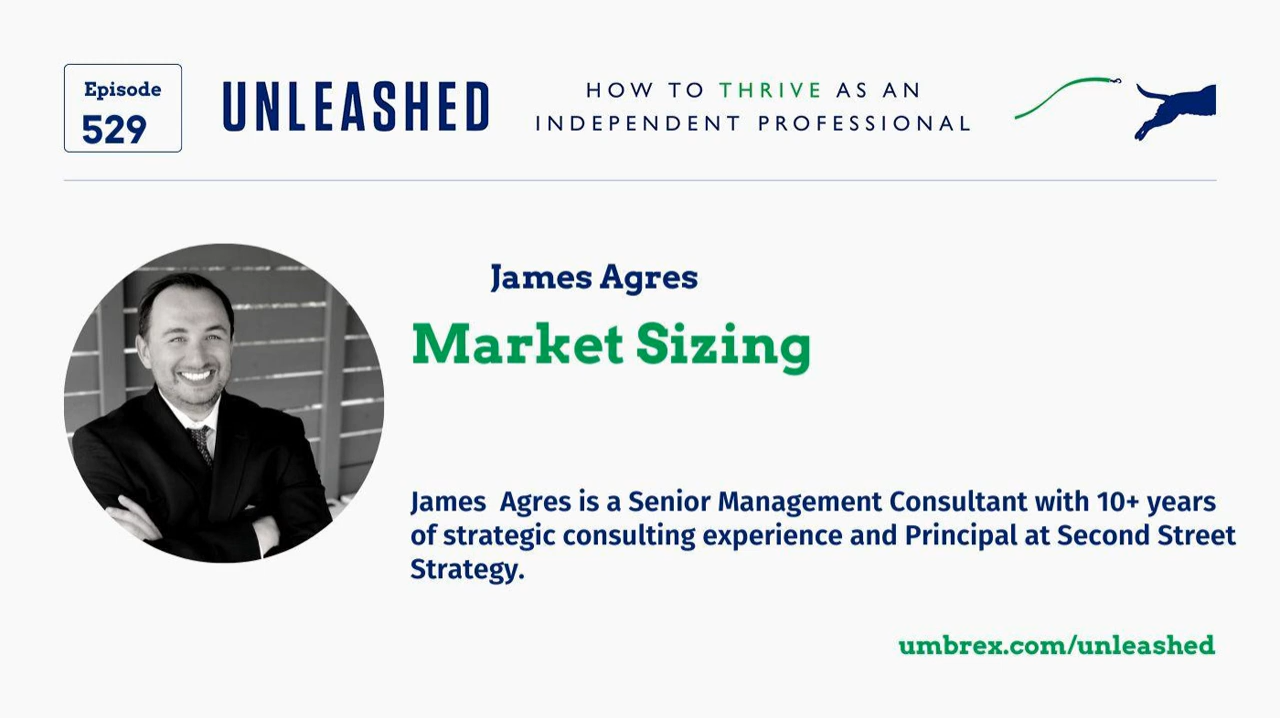 Episode
529
UNLEASHED
HOW TO THRIVE AS AN
INDEPENDENT PROFESSIONAL
James Agres
Market Sizing
James  Agres is a Senior Management Consultant with 10+ years
of strategic consulting experience and Principal at Second Street
Strategy.
umbrex.com/unleashed